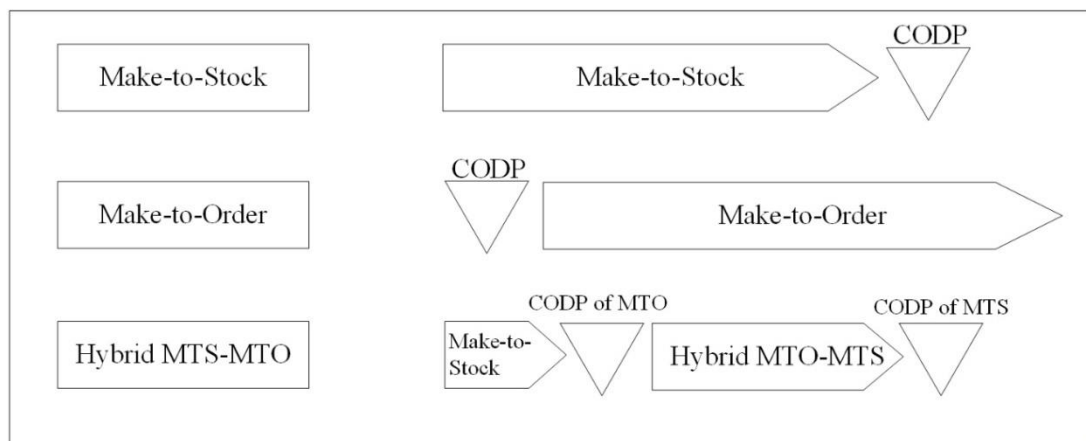 CODP
Make-to-Stock
Make-to-Stock
CODP
Make-to-Order
Make-to-Order
CODP of MTO
CODP of MTS
Hybrid MTS-MTO
Make-to-
Stock
Hybrid MTO-MTS